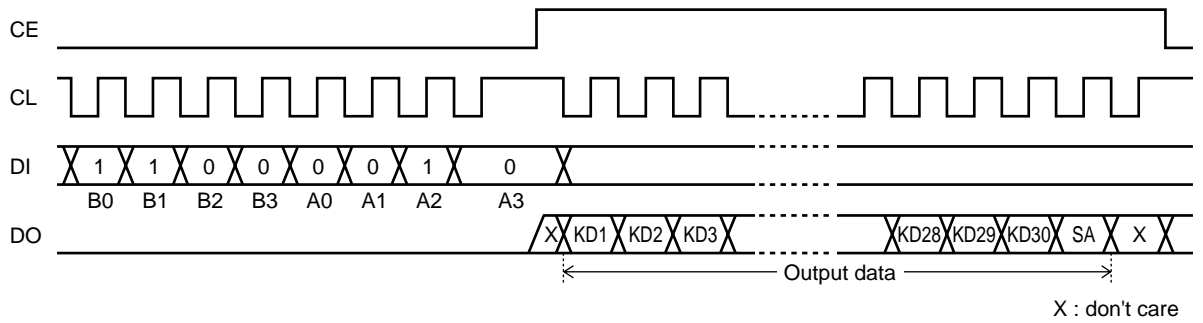 CE
CL
DI 1 1 0 0 0 0 1 0
B0 B1 B2 B3 A0 A1 A2 A3
DO X KD1 KD2 KD3 KD28 KD29 KD30 SA X
Output data
X : don't care